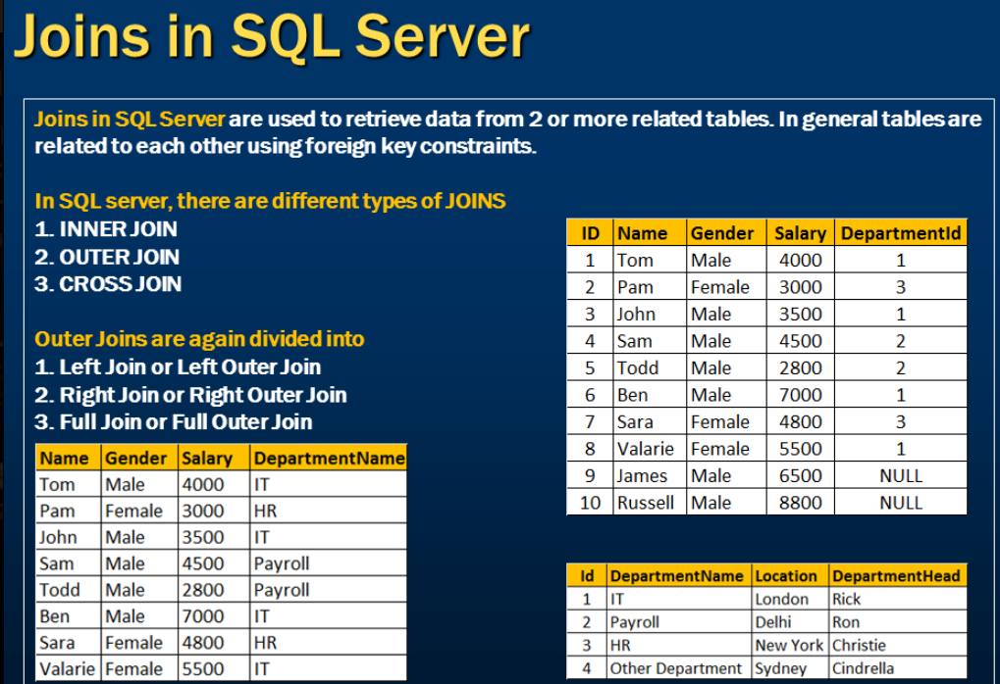 Joins in SQL Server
Joins in SQL Server are used to retrieve data from 2 or more related tables. In general tables are
related to each other using foreign key constraints.
In SQL server, there are different types of JOINS
1. INNER JOIN
2. OUTER JOIN
3. CROSS JOIN
Outer Joins are again divided into
1. Left Join or Left Outer Join
2. Right Join or Right Outer Join
3. Full Join or Full Outer Join
Name Gender Salary DepartmentName
Tom Male 4000 IT
Pam Female 3000 HR
John Male 3500 IT
Sam Male 4500 Payroll
Todd Male 2800 Payroll
Ben Male 7000 IT
Sara Female 4800 HR
Valarie Female 5500 IT
ID Name Gender Salary DepartmentId
1 Tom Male 4000 1
2 Pam Female 3000 3
3 John Male 3500 1
4 Sam Male 4500 2
5 Todd Male 2800 2
6 Ben Male 7000 1
7 Sara Female 4800 3
8 Valarie Female 5500 1
9 James Male 6500 NULL
10 Russell Male 8800 NULL
Id DepartmentName Location DepartmentHead
1 IT London Rick
2 Payroll Delhi Ron
3 HR New York Christie
4 Other Department Sydney Cindrella